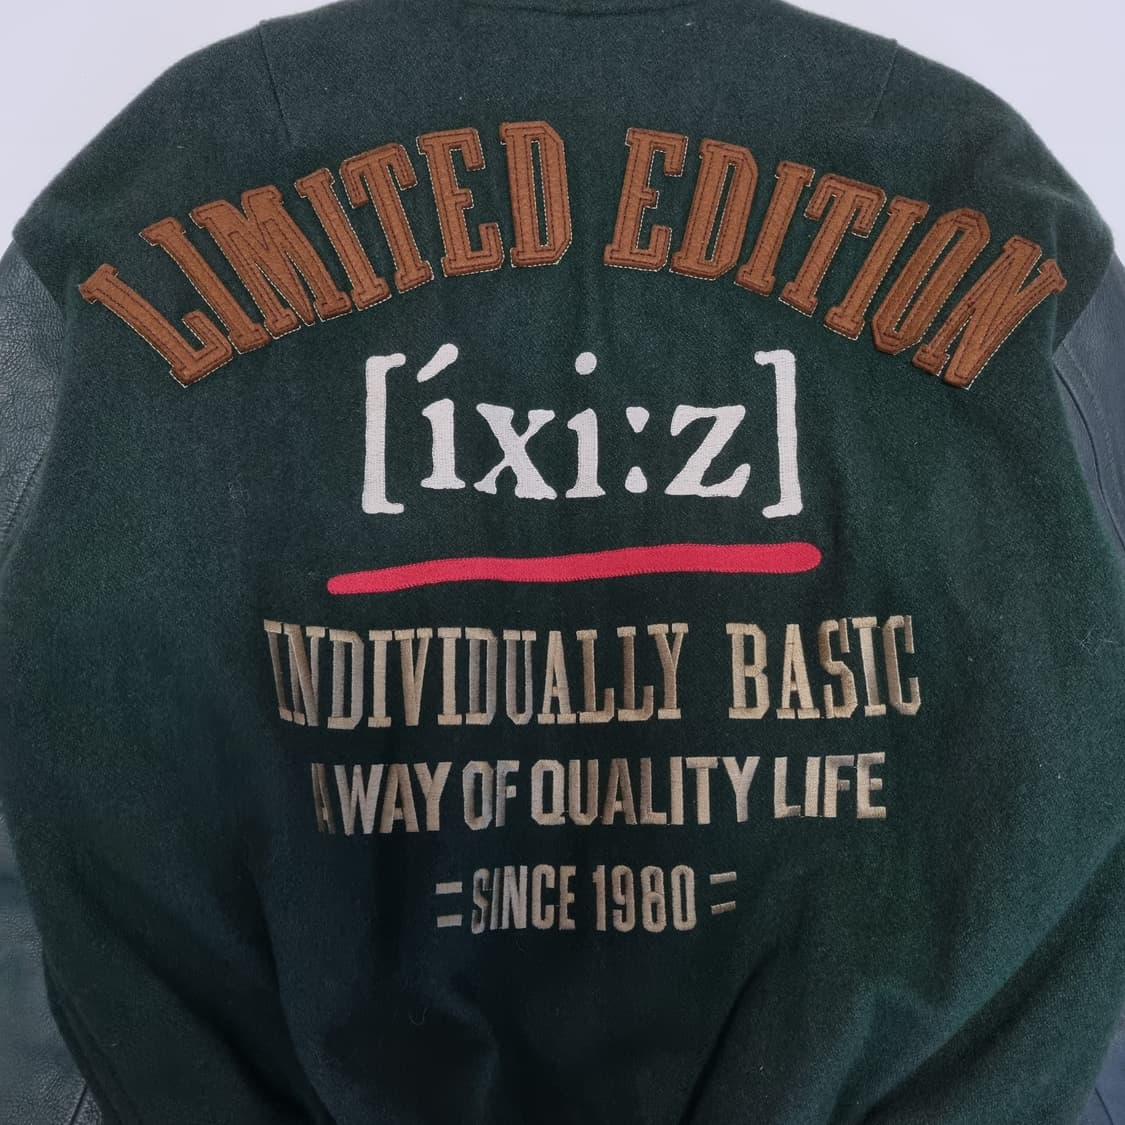 LIMITED EDITION
[íxi:z]
INDIVIDUALLY BASIC
A WAY OF QUALITY LIFE
=SINCE 1980=